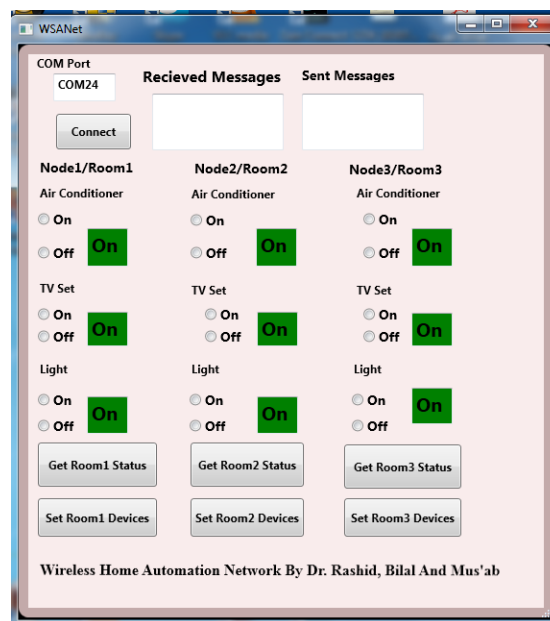 WSANet
COM Port
COM24
Recieved Messages
Sent Messages
Connect
Node1/Room1 Node2/Room2 Node3/Room3
Air Conditioner Air Conditioner Air Conditioner
On On On
Off On Off On Off On
TV Set TV Set TV Set
On On On
Off On Off On Off On
Light Light Light
On On On On
Off On Off On Off
Get Room1 Status Get Room2 Status Get Room3 Status
Set Room1 Devices Set Room2 Devices Set Room3 Devices
Wireless Home Automation Network By Dr. Rashid, Bilal And Mus'ab